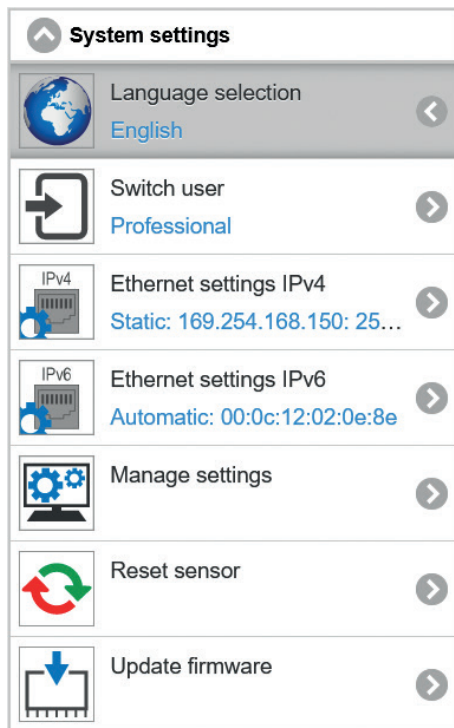 System settings
Language selection
English
Switch user
Professional
IPv4
Ethernet settings IPv4
Static: 169.254.168.150: 25...
IPv6
Ethernet settings IPv6
Automatic: 00:0c:12:02:0e:8e
Manage settings
Reset sensor
Update firmware